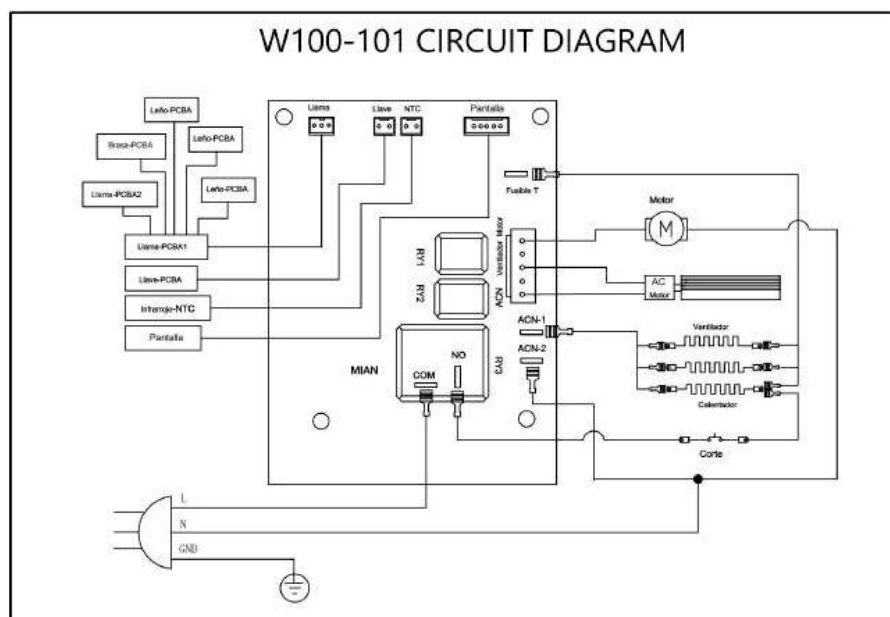 W100-101 CIRCUIT DIAGRAM
Llama
Llave
NTC
Pantalla
Leño-PCBA
Brasa-PCBA
Leño-PCBA
Llama-PCBA2
Leño-PCBA
Llama-PCBA1
Llave-PCBA
Infrarrojo-NTC
Pantalla
Fusible T
Motor
M
Ventilador Motor
ACN
RY1
RY2
AC
Motor
ACN-1
Ventilador
ACN-2
NO
COM
MIAN
RY3
Calentador
Corte
L
N
GND